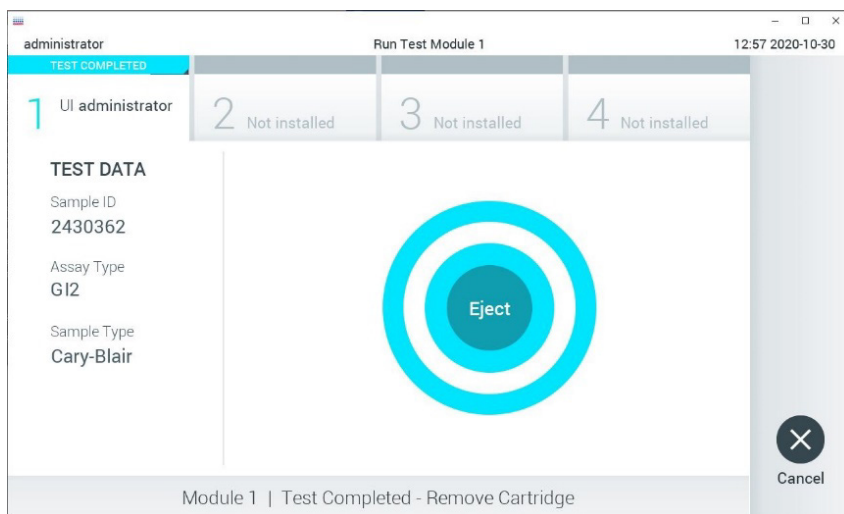 administrator Run Test Module 1 12:57 2020-10-30
TEST COMPLETED
1 UI administrator 2 Not installed 3 Not installed 4 Not installed
TEST DATA
Sample ID
2430362
Assay Type
GI2
Sample Type
Cary-Blair
Eject
Cancel
Module 1 | Test Completed - Remove Cartridge